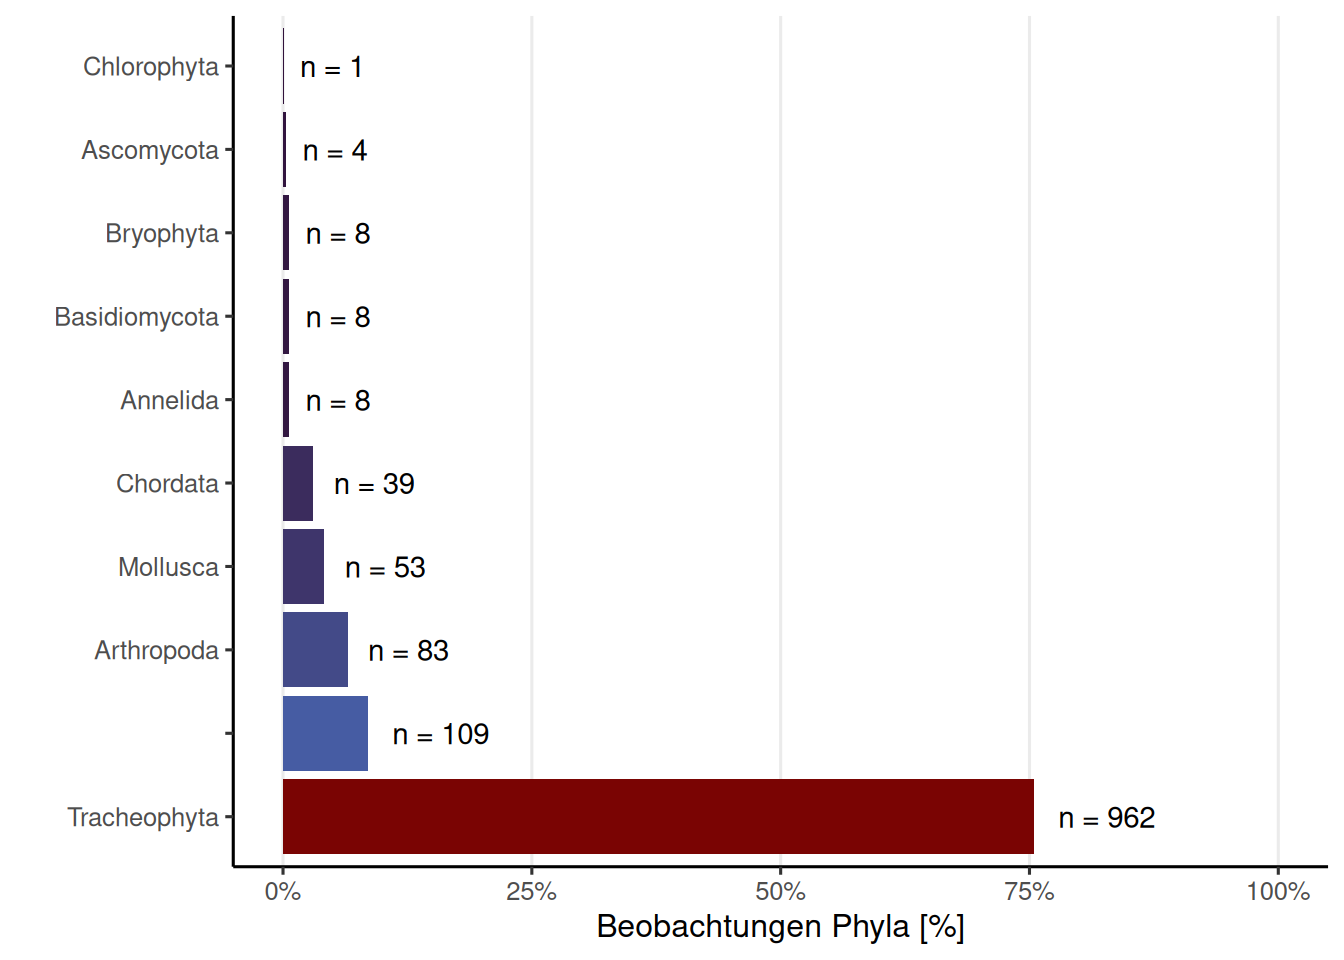 Chlorophyta n = 1
Ascomycota n = 4
Bryophyta n = 8
Basidiomycota n = 8
Annelida n = 8
Chordata n = 39
Mollusca n = 53
Arthropoda n = 83
n = 109
Tracheophyta n = 962
0% 25% 50% 75% 100%
Beobachtungen Phyla [%]